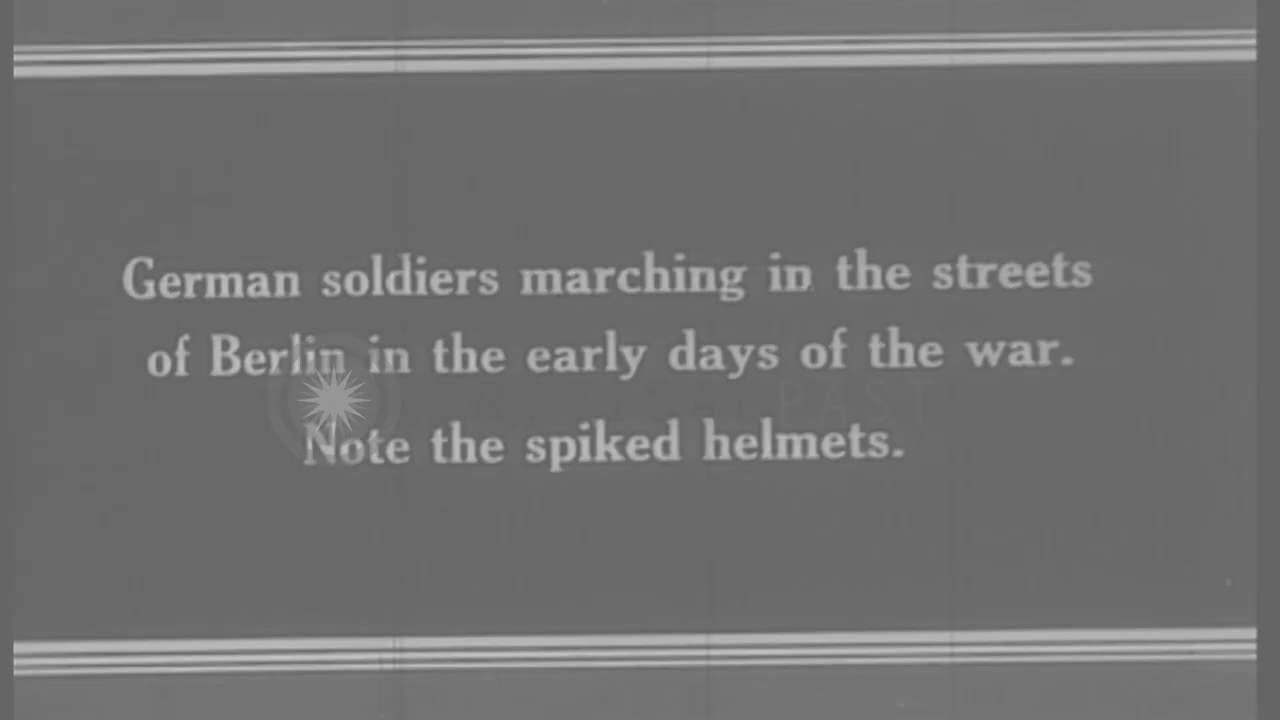 German soldiers marching in the streets
of Berlin in the early days of the war.
Note the spiked helmets.
PAST